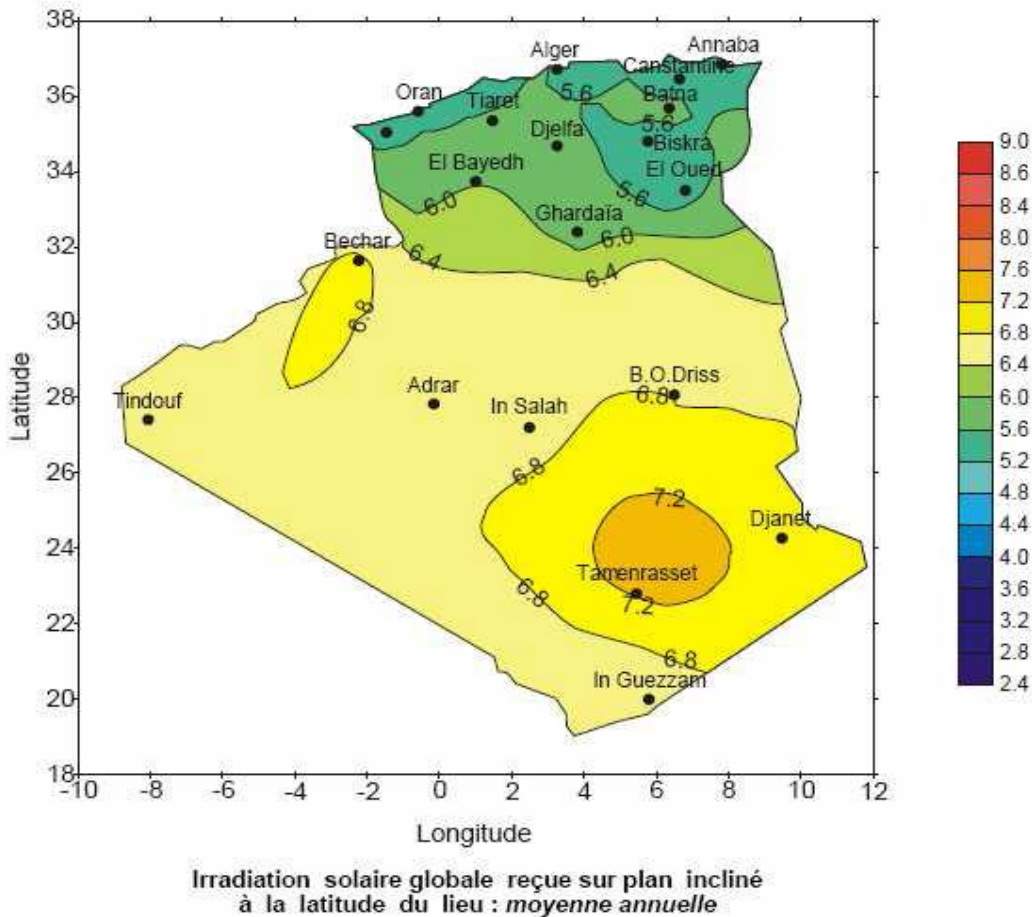 38
36
34
32
30
28
26
24
22
20
18
Latitude
-10
-8
-6
-4
-2
0
2
4
6
8
10
12
Longitude
Alger
Annaba
Canstantine
Oran
5.6
Batna
Tiaret
5.6
Djelfa
Biskra
El Bayedh
El Oued
5.6
6.0
Ghardaïa
6.0
Bechar
6.4
6.4
6.8
B.O.Driss
6.8
Adrar
Tindouf
In Salah
6.8
7.2
Djanet
Tamenrasset
6.8
7.2
6.8
In Guezzam
9.0
8.6
8.4
8.0
7.6
7.2
6.8
6.4
6.0
5.6
5.2
4.8
4.4
4.0
3.6
3.2
2.8
2.4
Irradiation solaire globale reçue sur plan incliné
à la latitude du lieu : moyenne annuelle